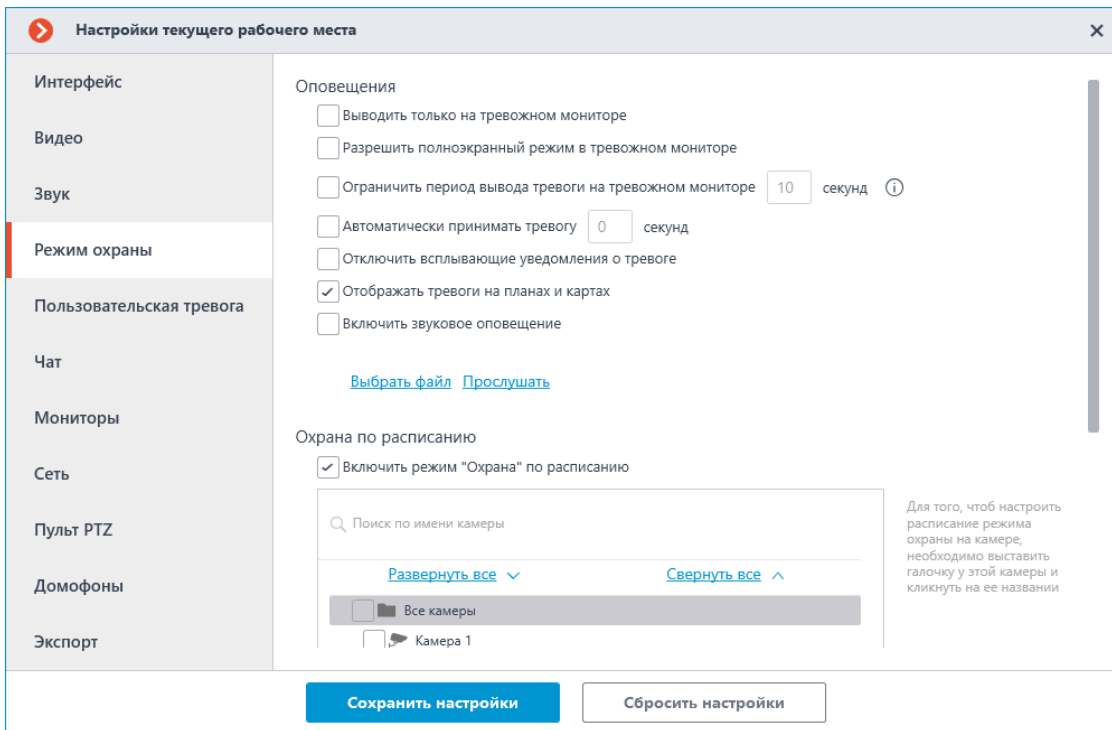 Настройки текущего рабочего места
Интерфейс
Видео
Звук
Режим охраны
Пользовательская тревога
Чат
Мониторы
Сеть
Пульт PTZ
Домофоны
Экспорт
Оповещения
Выводить только на тревожном мониторе
Разрешить полноэкранный режим в тревожном мониторе
Ограничить период вывода тревоги на тревожном мониторе 10 секунд
Автоматически принимать тревогу 0 секунд
Отключить всплывающие уведомления о тревоге
Отображать тревоги на планах и картах
Включить звуковое оповещение
Выбрать файл Прослушать
Охрана по расписанию
Включить режим "Охрана" по расписанию
Поиск по имени камеры
Развернуть все Свернуть все
Все камеры
Камера 1
Для того, чтоб настроить
расписание режима
охраны на камере,
необходимо выставить
галочку у этой камеры и
кликнуть на ее названии
Сохранить настройки Сбросить настройки